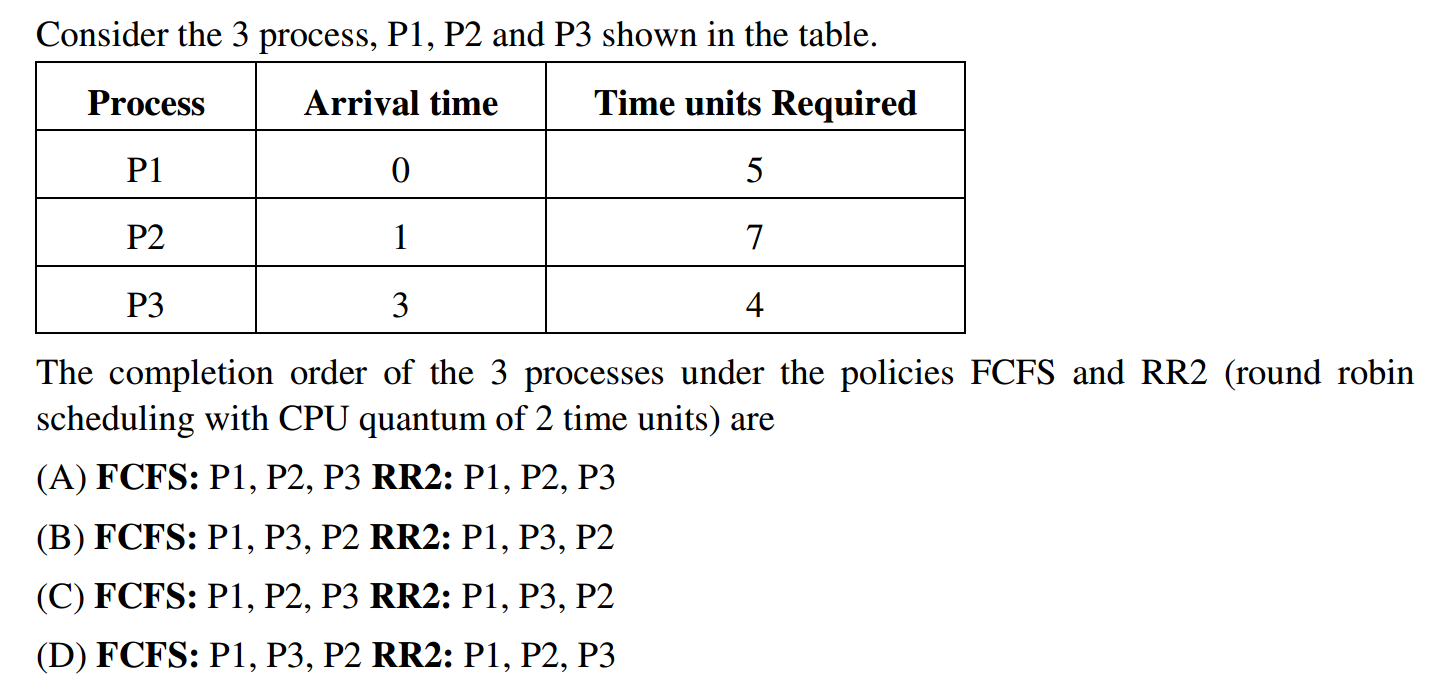 Consider the 3 process, P1, P2 and P3 shown in the table.
Process Arrival time Time units Required
P1 0 5
P2 1 7
P3 3 4
The completion order of the 3 processes under the policies FCFS and RR2 (round robin
scheduling with CPU quantum of 2 time units) are
(A) FCFS: P1, P2, P3 RR2: P1, P2, P3
(B) FCFS: P1, P3, P2 RR2: P1, P3, P2
(C) FCFS: P1, P2, P3 RR2: P1, P3, P2
(D) FCFS: P1, P3, P2 RR2: P1, P2, P3